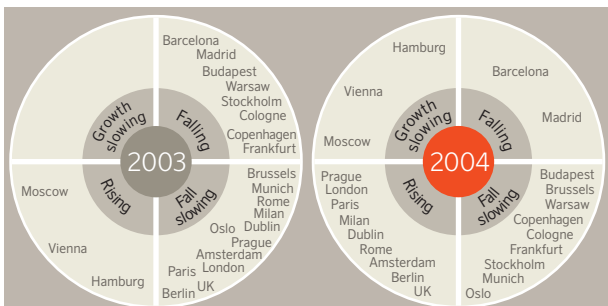 Growth slowing
Falling
Barcelona
Madrid
Budapest
Warsaw
Stockholm
Cologne
Copenhagen
Frankfurt
2003
Rising
Moscow
Vienna
Hamburg
Fall slowing
Brussels
Munich
Rome
Milan
Oslo
Dublin
Prague
Amsterdam
Paris
London
UK
Berlin
Growth slowing
Hamburg
Vienna
Moscow
Falling
Barcelona
Madrid
2004
Rising
Prague
London
Paris
Milan
Dublin
Rome
Amsterdam
Berlin
UK
Fall slowing
Budapest
Brussels
Warsaw
Copenhagen
Cologne
Frankfurt
Stockholm
Munich
Oslo